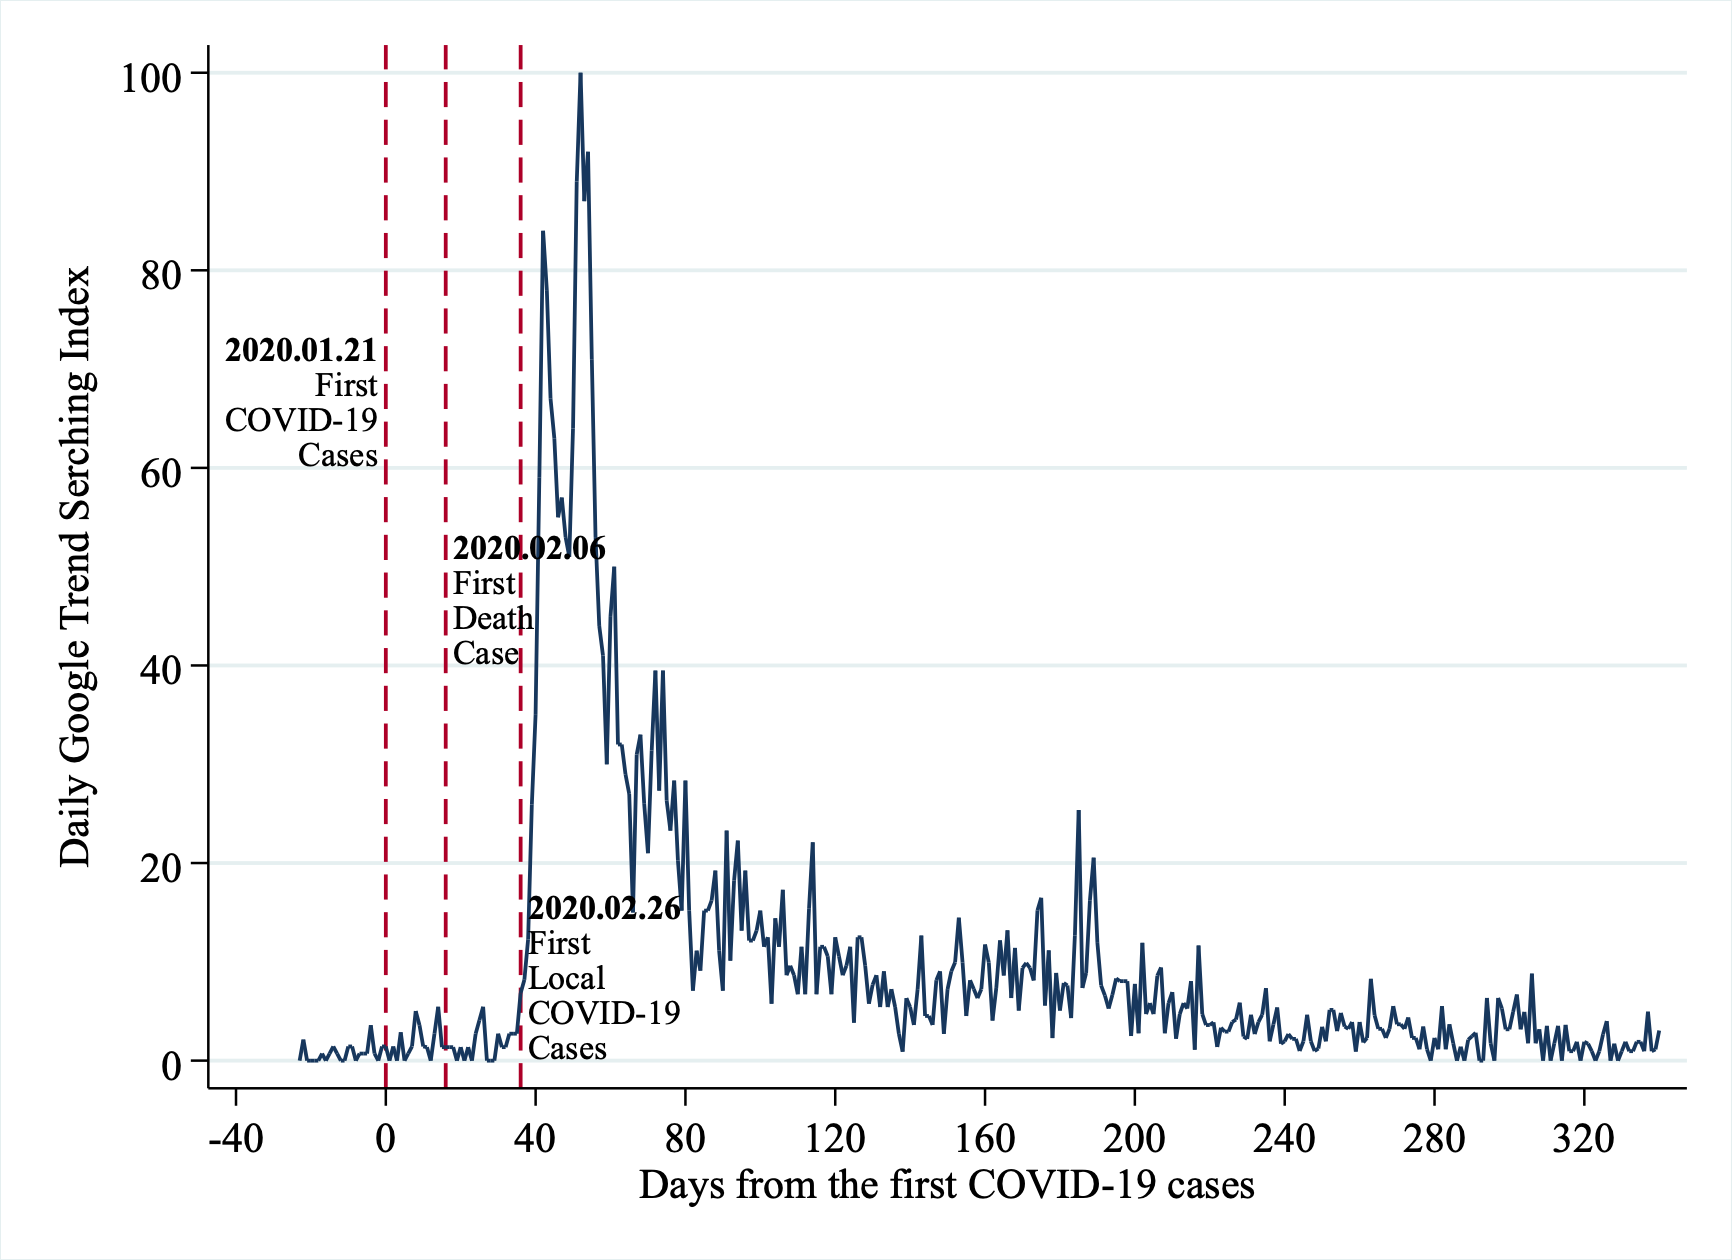 Daily Google Trend Serching Index
100
80
60
40
20
0
2020.01.21
First
COVID-19
Cases
2020.02.06
First
Death
Case
2020.02.26
First
Local
COVID-19
Cases
-40 0 40 80 120 160 200 240 280 320
Days from the first COVID-19 cases